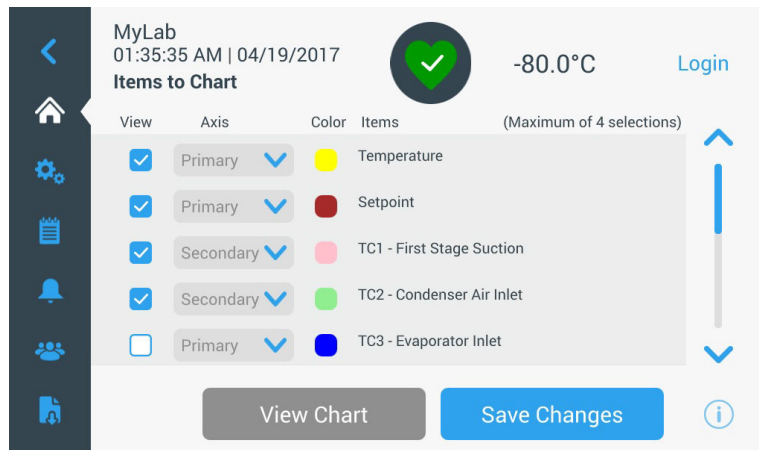 MyLab
01:35:35 AM | 04/19/2017
Items to Chart
-80.0°C
Login
View Axis Color Items (Maximum of 4 selections)
Primary Temperature
Primary Setpoint
Secondary TC1 - First Stage Suction
Secondary TC2 - Condenser Air Inlet
Primary TC3 - Evaporator Inlet
View Chart
Save Changes
i